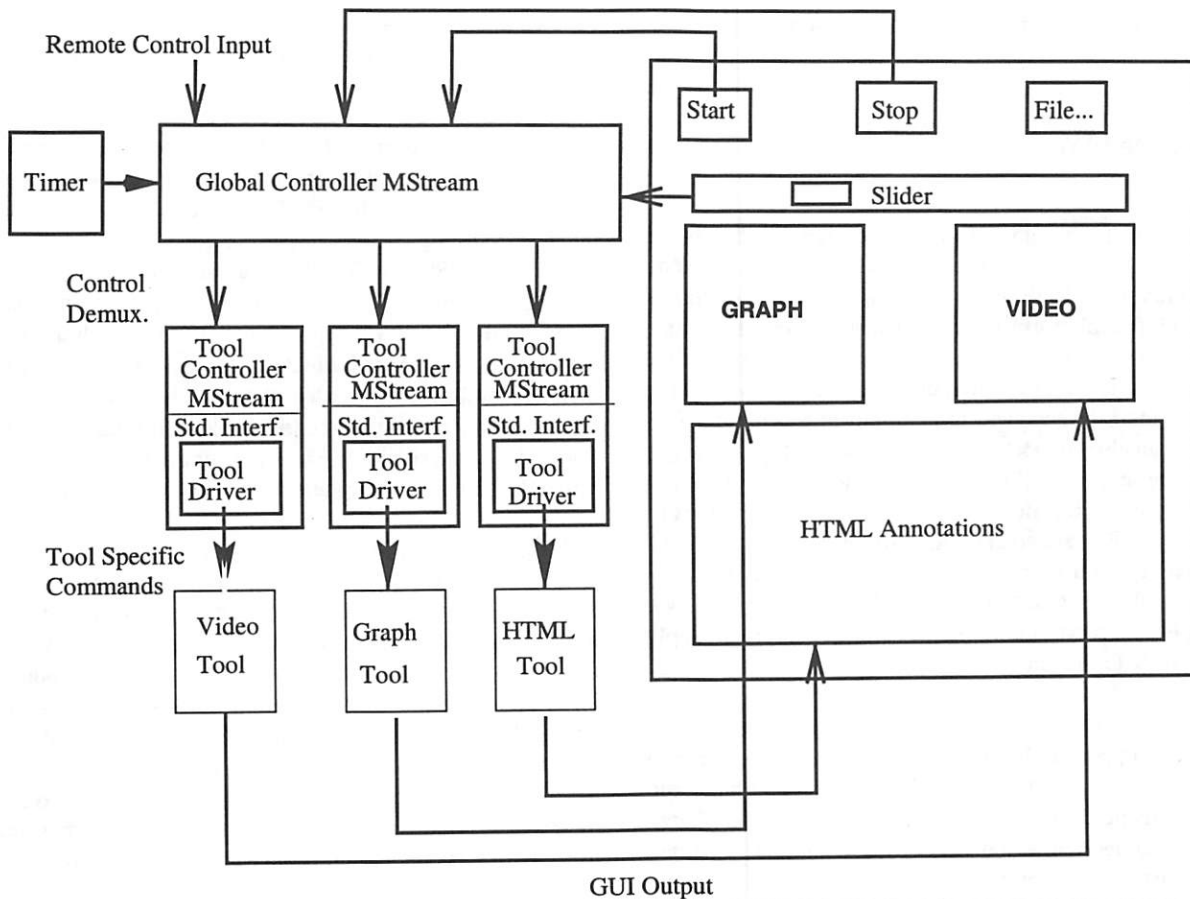 Remote Control Input
Start
Stop
File...
Timer
Global Controller MStream
Slider
Control
Demux.
GRAPH
VIDEO
Tool
Controller
MStream
Std. Interf.
Tool
Driver
Tool
Controller
MStream
Std. Interf.
Tool
Driver
Tool
Controller
MStream
Std. Interf.
Tool
Driver
HTML Annotations
Tool Specific
Commands
Video
Tool
Graph
Tool
HTML
Tool
GUI Output